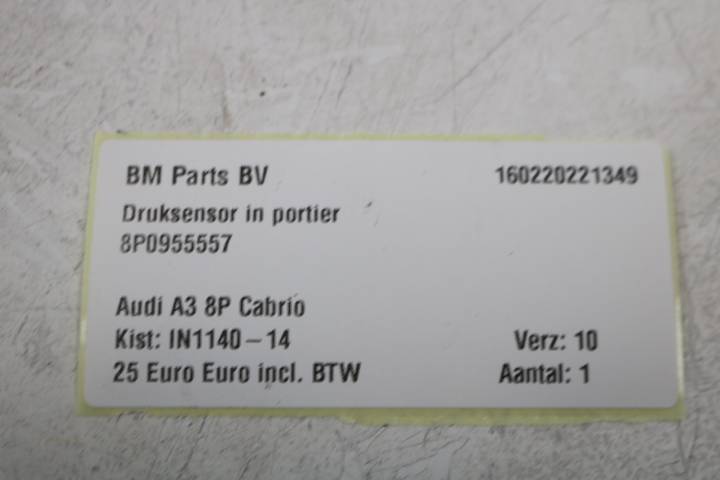 BM Parts BV 160220221349
Druksensor in portier
8P0955557
Audi A3 8P Cabrio
Kist: IN1140-14 Verz: 10
25 Euro Euro incl. BTW Aantal: 1